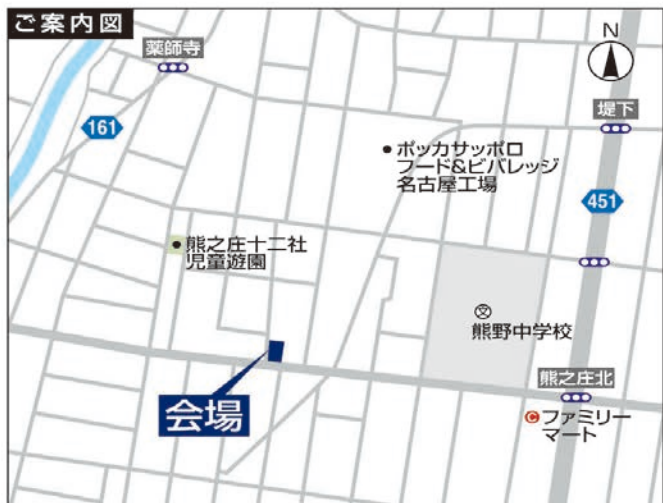 ご案内図
N
薬師寺
堤下
161
ポッカサッポロ
フード&ビバレッジ
名古屋工場
451
熊之庄十二社
児童遊園
文
熊野中学校
熊之庄北
会場
C
ファミリー
マート